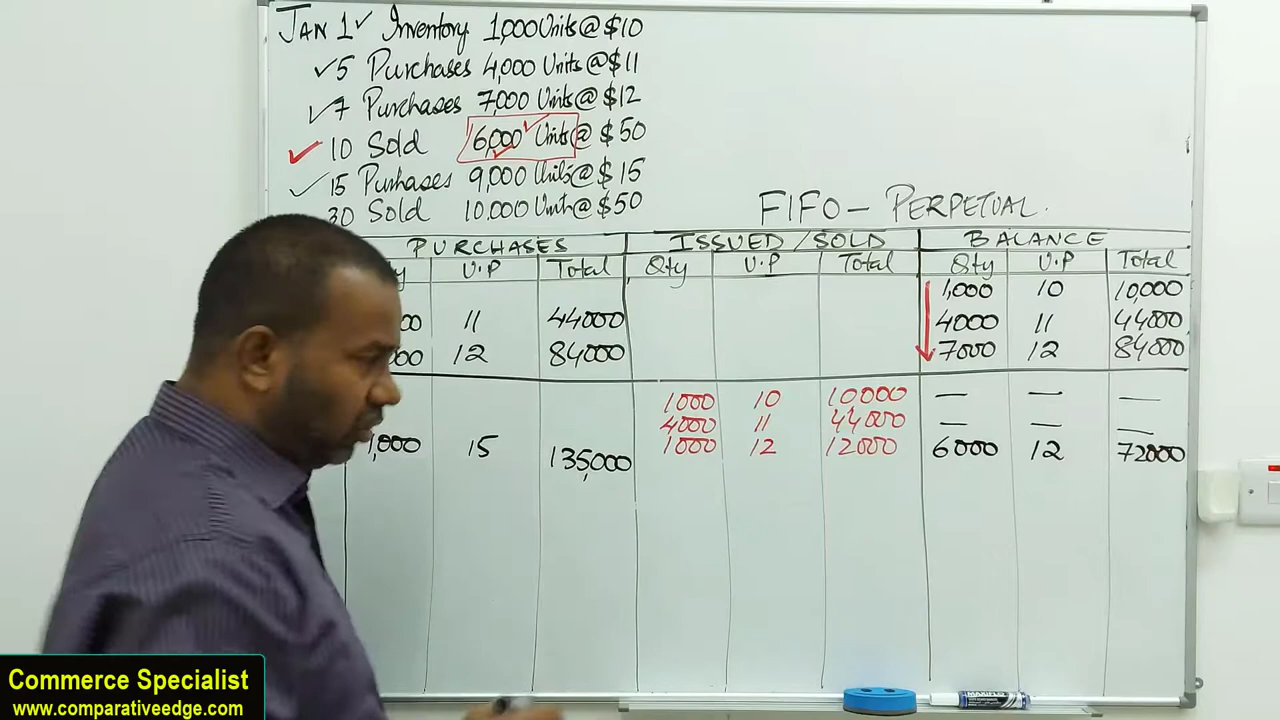 JAN 1✓ Inventory 1,000 Units @ $10
✓5 Purchases 4,000 Units @ $11
✓7 Purchases 7,000 Units @ $12
✓ 10 Sold 6,000 Units @ $50
✓15 Purhases 9,000 Units @ $15
30 Sold 10,000 Units @ $50
FIFO - PERPETUAL.
PURCHASES ISSUED/SOLD BALANCE
U.P Total Qty U.P Total Qty U.P Total
1,000 10 10,000
11 44000 4000 11 44000
12 84000 7000 12 84000
1000 10 10000 — — —
4000 11 44000 — — —
15 135,000 1000 12 12000 6000 12 72000
Commerce Specialist
www.comparativeedge.com